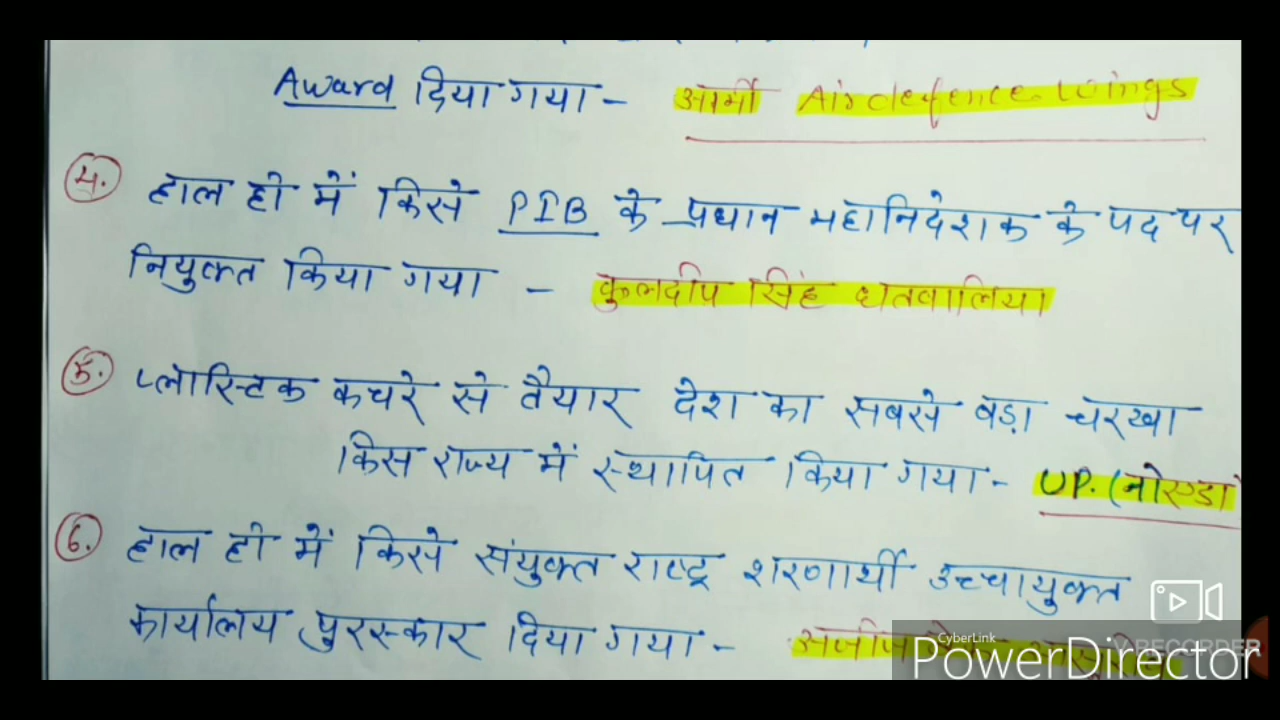 Award दिया गया - आर्मी Air defence wings
4. हाल ही में किसे PIB के प्रधान महानिदेशक के पद पर
नियुक्त किया गया - कुलदीप सिंह धतवालिया
5. प्लास्टिक कचरे से तैयार देश का सबसे बड़ा चरखा
किस राज्य में स्थापित किया गया - UP. (नोएडा)
6. हाल ही में किसे संयुक्त राष्ट्र शरणार्थी उच्चायुक्त
कार्यालय पुरस्कार दिया गया -
RECORDER
CyberLink
PowerDirector